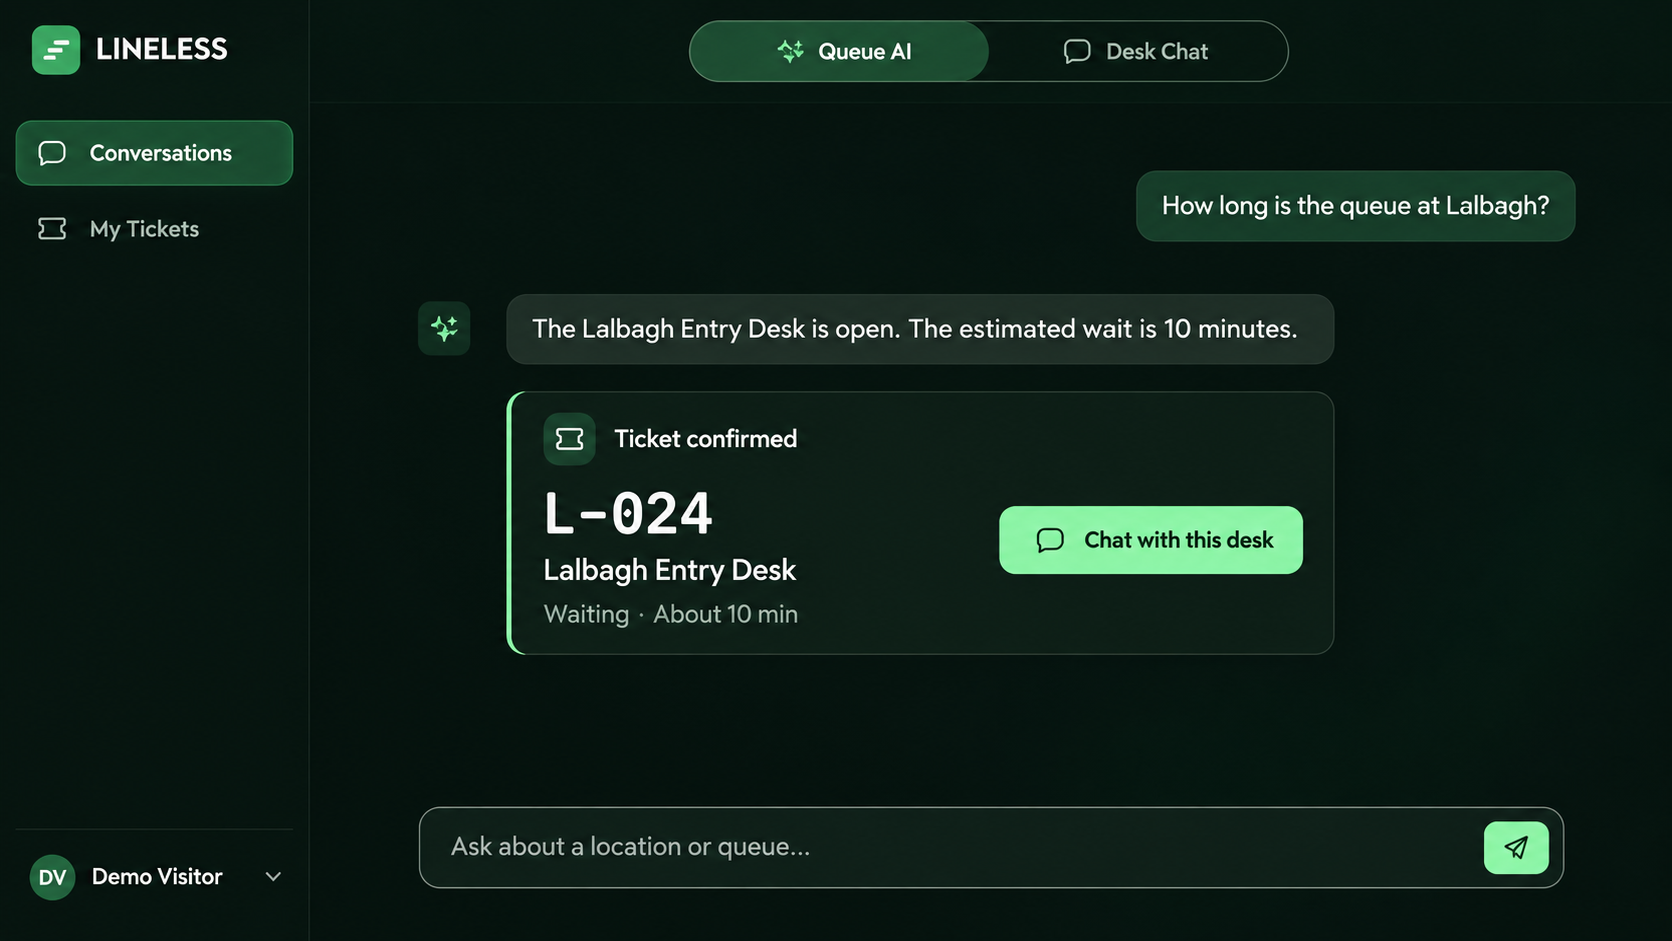 LINELESS
Queue AI
Desk Chat
Conversations
My Tickets
How long is the queue at Lalbagh?
The Lalbagh Entry Desk is open. The estimated wait is 10 minutes.
Ticket confirmed
L-024
Lalbagh Entry Desk
Waiting · About 10 min
Chat with this desk
Ask about a location or queue...
DV
Demo Visitor